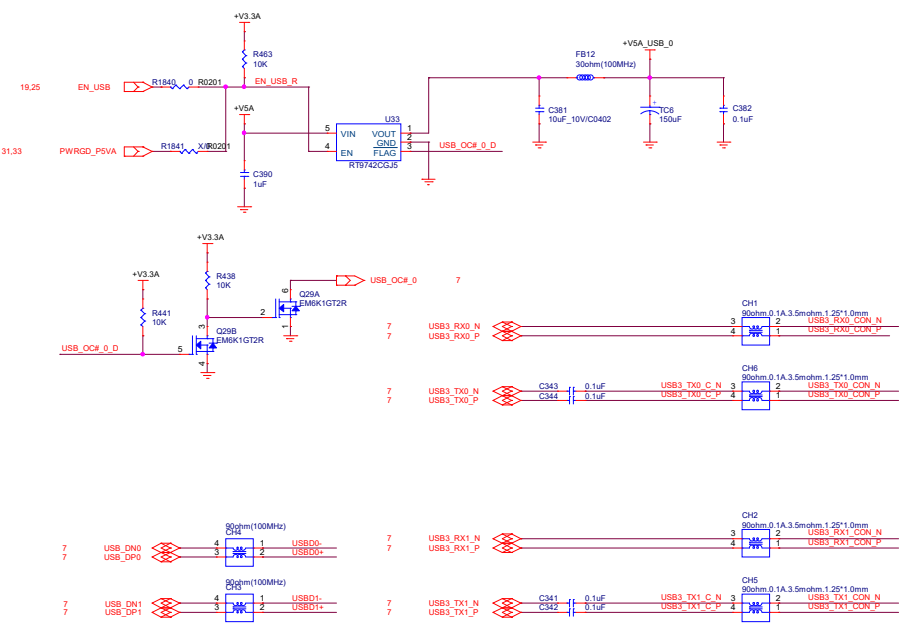 +V3.3A
R463
10K
19,25 EN_USB R1840 0 R0201 EN_USB_R
+V5A
31,33 PWRGD_P5VA R1841 X/0 R0201
C390
1uF
U33
5 VIN VOUT 1
GND 2
4 EN FLAG 3
RT9742CGJ5
USB_OC#_0_D
FB12
30ohm(100MHz)
+V5A_USB_0
C381
10uF_10V/C0402
+
TC6
150uF
C382
0.1uF
+V3.3A
R438
10K
+V3.3A
R441
10K
USB_OC#_0_D
5
3
Q29B
EM6K1GT2R
4
2
6
Q29A
EM6K1GT2R
1
USB_OC#_0 7
CH1
90ohm.0.1A.3.5mohm.1.25*1.0mm
7 USB3_RX0_N 3 2 USB3_RX0_CON_N
7 USB3_RX0_P 4 1 USB3_RX0_CON_P
CH6
90ohm.0.1A.3.5mohm.1.25*1.0mm
7 USB3_TX0_N C343 0.1uF USB3_TX0_C_N 3 2 USB3_TX0_CON_N
7 USB3_TX0_P C344 0.1uF USB3_TX0_C_P 4 1 USB3_TX0_CON_P
90ohm(100MHz)
CH4
7 USB_DN0 4 1 USBD0-
7 USB_DP0 3 2 USBD0+
CH2
90ohm.0.1A.3.5mohm.1.25*1.0mm
7 USB3_RX1_N 3 2 USB3_RX1_CON_N
7 USB3_RX1_P 4 1 USB3_RX1_CON_P
90ohm(100MHz)
CH3
7 USB_DN1 4 1 USBD1-
7 USB_DP1 3 2 USBD1+
CH5
90ohm.0.1A.3.5mohm.1.25*1.0mm
7 USB3_TX1_N C341 0.1uF USB3_TX1_C_N 3 2 USB3_TX1_CON_N
7 USB3_TX1_P C342 0.1uF USB3_TX1_C_P 4 1 USB3_TX1_CON_P